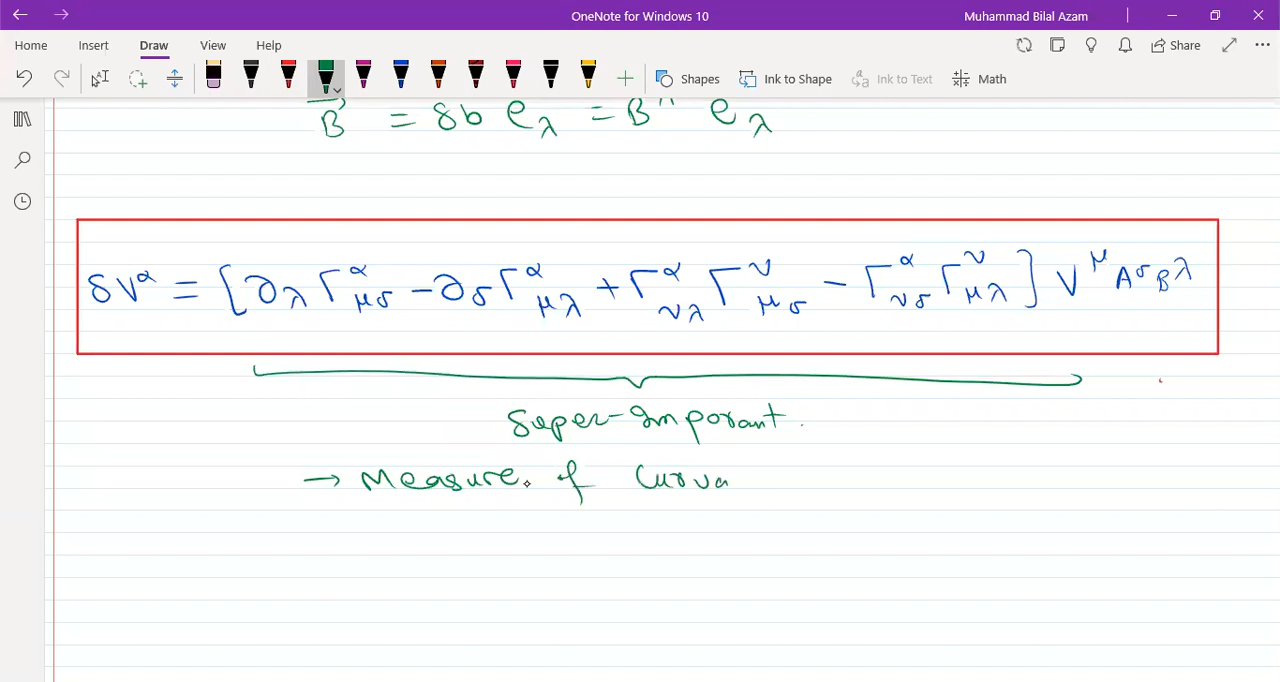 OneNote for Windows 10
Muhammad Bilal Azam
Home Insert Draw View Help
Share
Shapes Ink to Shape Ink to Text Math
B = δb e_λ = B^λ e_λ
δV^α = [∂_λ Γ^α_μσ - ∂_σ Γ^α_μλ + Γ^α_νλ Γ^ν_μσ - Γ^α_νσ Γ^ν_μλ] V^μ A^σ B^λ
Super-Imporant.
→ Measure of Curva